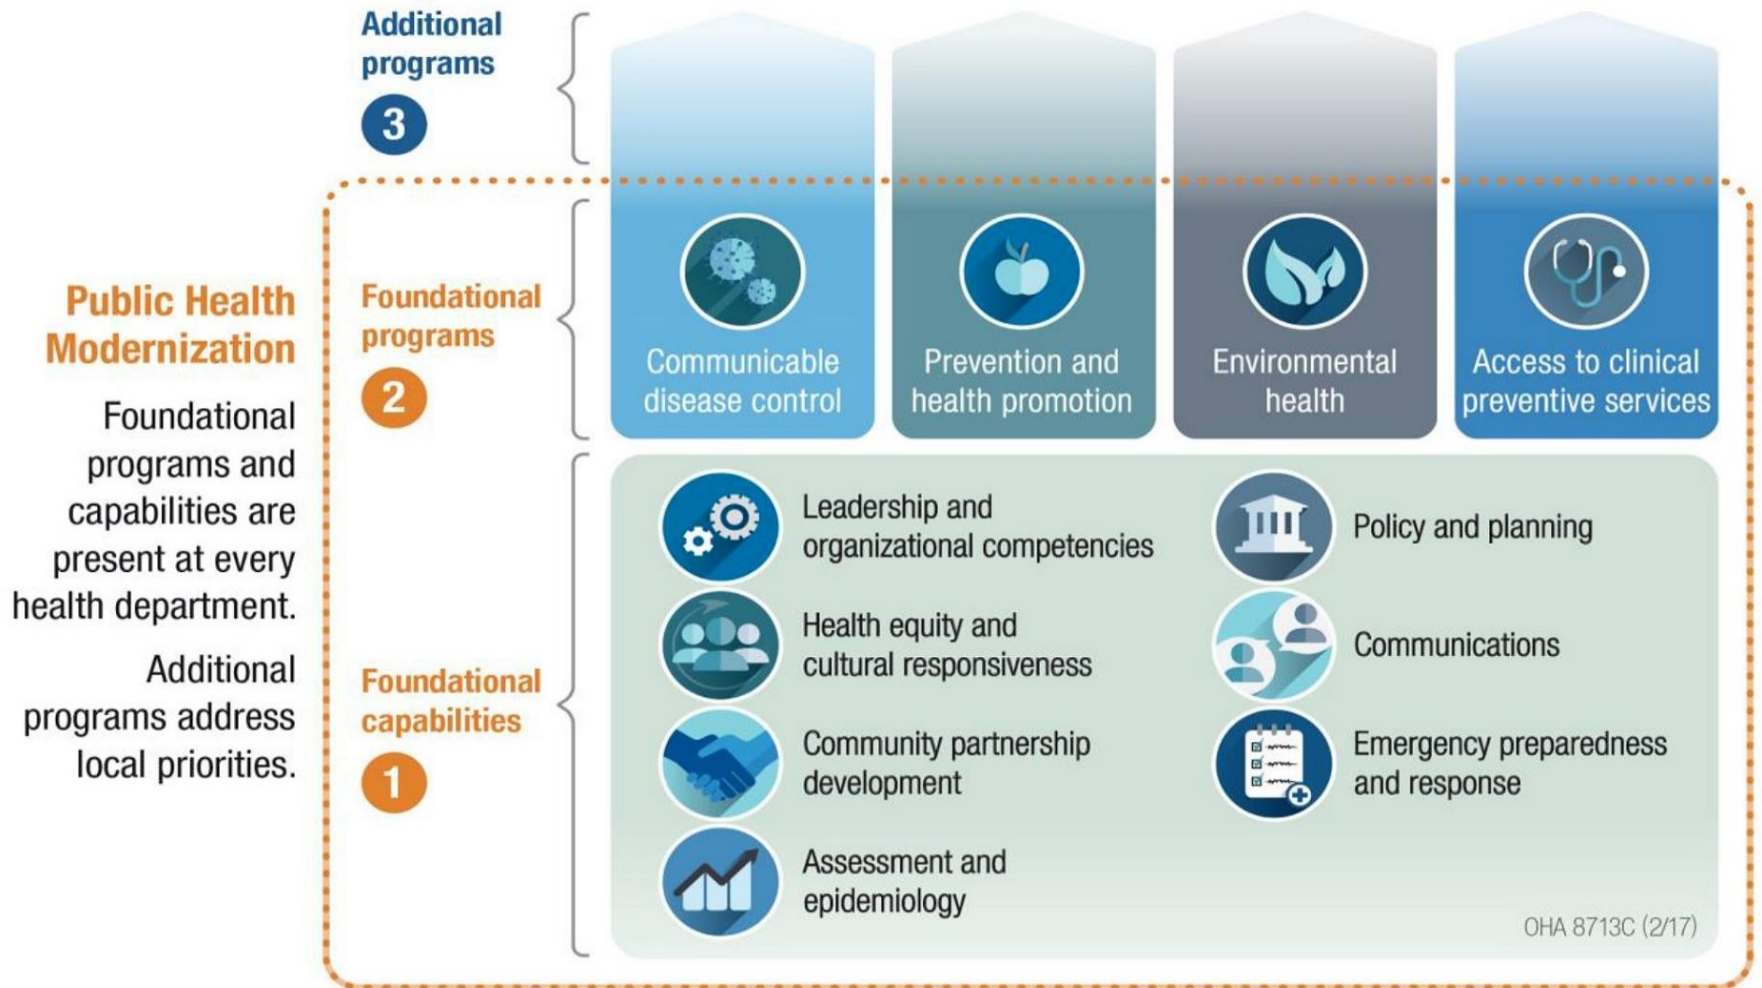 Additional
programs
3
Public Health
Modernization
Foundational
programs and
capabilities are
present at every
health department.
Additional
programs address
local priorities.
Foundational
programs
2
Communicable
disease control
Prevention and
health promotion
Environmental
health
Access to clinical
preventive services
Foundational
capabilities
1
Leadership and
organizational competencies
Health equity and
cultural responsiveness
Community partnership
development
Assessment and
epidemiology
Policy and planning
Communications
Emergency preparedness
and response
OHA 8713C (2/17)